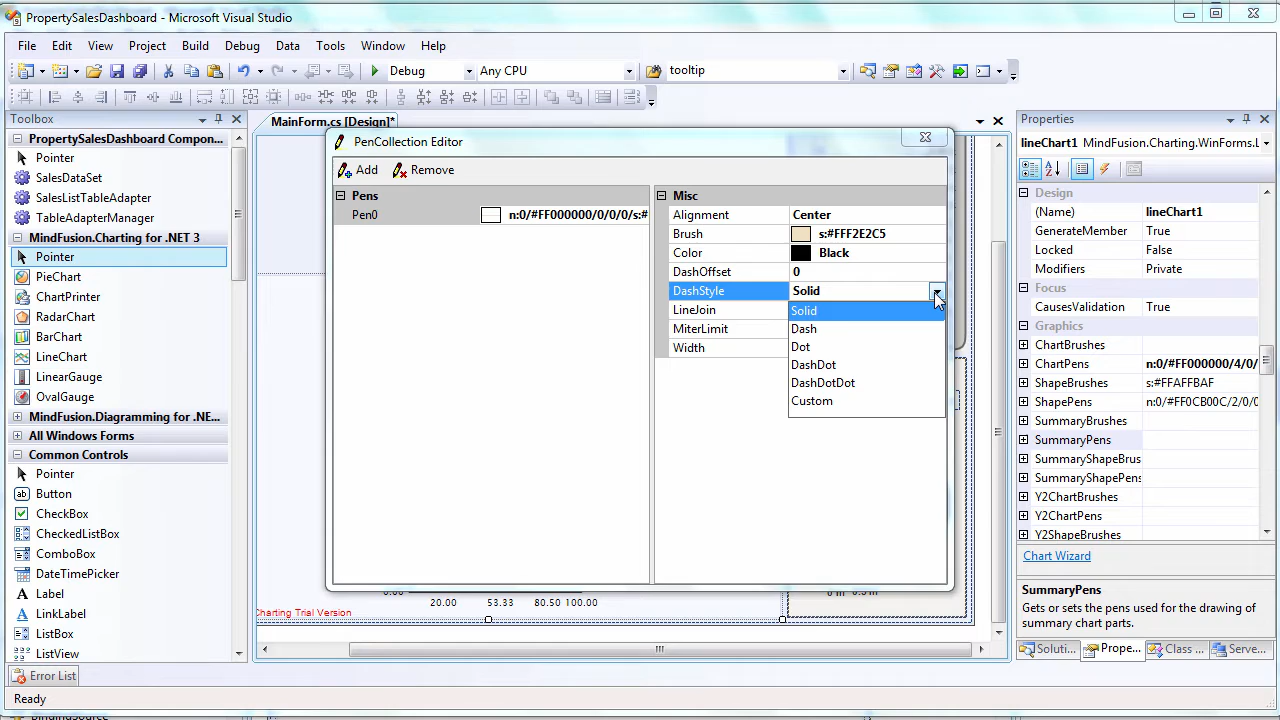 PropertySalesDashboard - Microsoft Visual Studio
File Edit View Project Build Debug Data Tools Window Help
Debug Any CPU tooltip
Toolbox
PropertySalesDashboard Compon...
Pointer
SalesDataSet
SalesListTableAdapter
TableAdapterManager
MindFusion.Charting for .NET 3
Pointer
PieChart
ChartPrinter
RadarChart
BarChart
LineChart
LinearGauge
OvalGauge
MindFusion.Diagramming for .NE...
All Windows Forms
Common Controls
Pointer
Button
CheckBox
CheckedListBox
ComboBox
DateTimePicker
Label
LinkLabel
ListBox
ListView
MainForm.cs [Design]*
PenCollection Editor
Add Remove
Pens
Pen0 n:0/#FF000000/0/0/0/s:#
Misc
Alignment Center
Brush s:#FFF2E2C5
Color Black
DashOffset 0
DashStyle Solid
LineJoin
MiterLimit
Width
Solid
Dash
Dot
DashDot
DashDotDot
Custom
20.00 53.33 80.50 100.00
Charting Trial Version
Properties
lineChart1 MindFusion.Charting.WinForms.L
Design
(Name) lineChart1
GenerateMember True
Locked False
Modifiers Private
Focus
CausesValidation True
Graphics
ChartBrushes
ChartPens n:0/#FF000000/4/0/
ShapeBrushes s:#FFAFFBAF
ShapePens n:0/#FF0CB00C/2/0/0
SummaryBrushes
SummaryPens
SummaryShapeBrus
SummaryShapePens
Y2ChartBrushes
Y2ChartPens
Y2ShapeBrushes
Chart Wizard
SummaryPens
Gets or sets the pens used for the drawing of
summary chart parts.
Soluti... Prope... Class ... Serve...
Error List
Ready